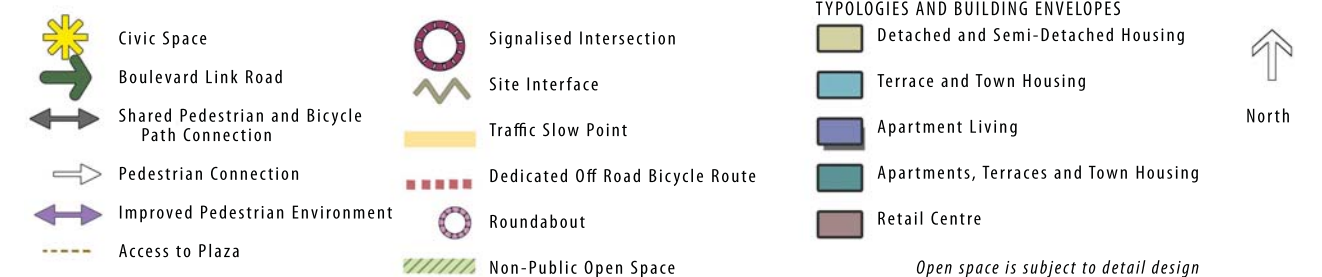 Civic Space
Boulevard Link Road
Shared Pedestrian and Bicycle
Path Connection
Pedestrian Connection
Improved Pedestrian Environment
Access to Plaza
Signalised Intersection
Site Interface
Traffic Slow Point
Dedicated Off Road Bicycle Route
Roundabout
Non-Public Open Space
TYPOLOGIES AND BUILDING ENVELOPES
Detached and Semi-Detached Housing
Terrace and Town Housing
Apartment Living
Apartments, Terraces and Town Housing
Retail Centre
Open space is subject to detail design
North